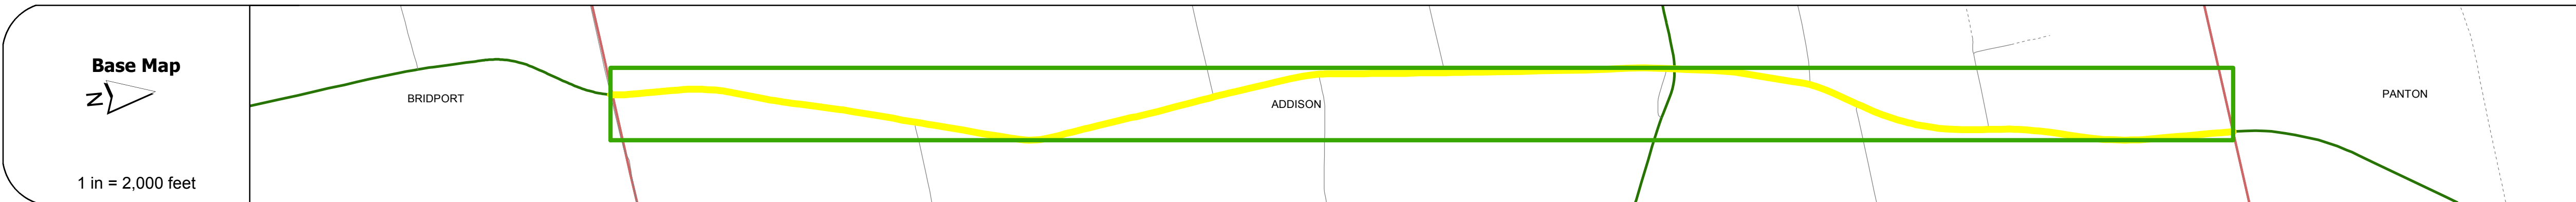 Base Map
N
1 in = 2,000 feet
BRIDPORT
ADDISON
PANTON